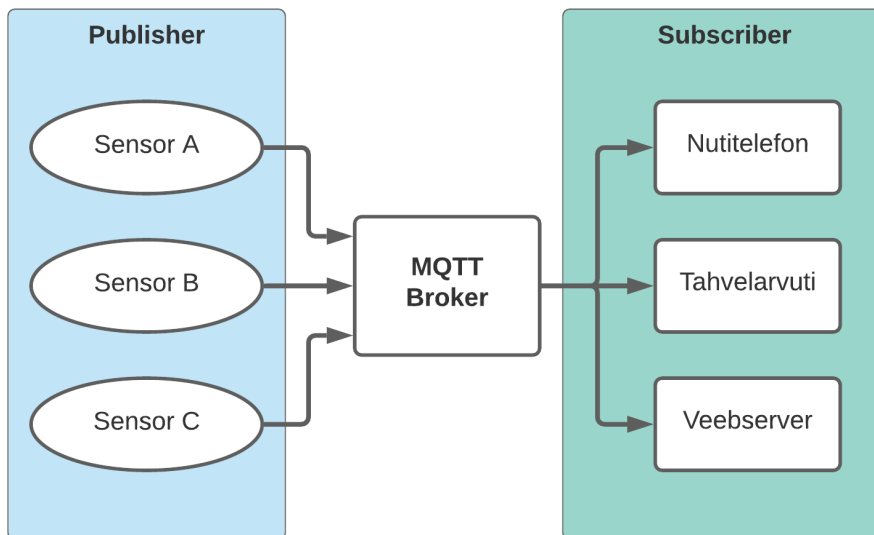 Publisher
Subscriber
Sensor A
Sensor B
Sensor C
MQTT
Broker
Nutitelefon
Tahvelarvuti
Veebserver